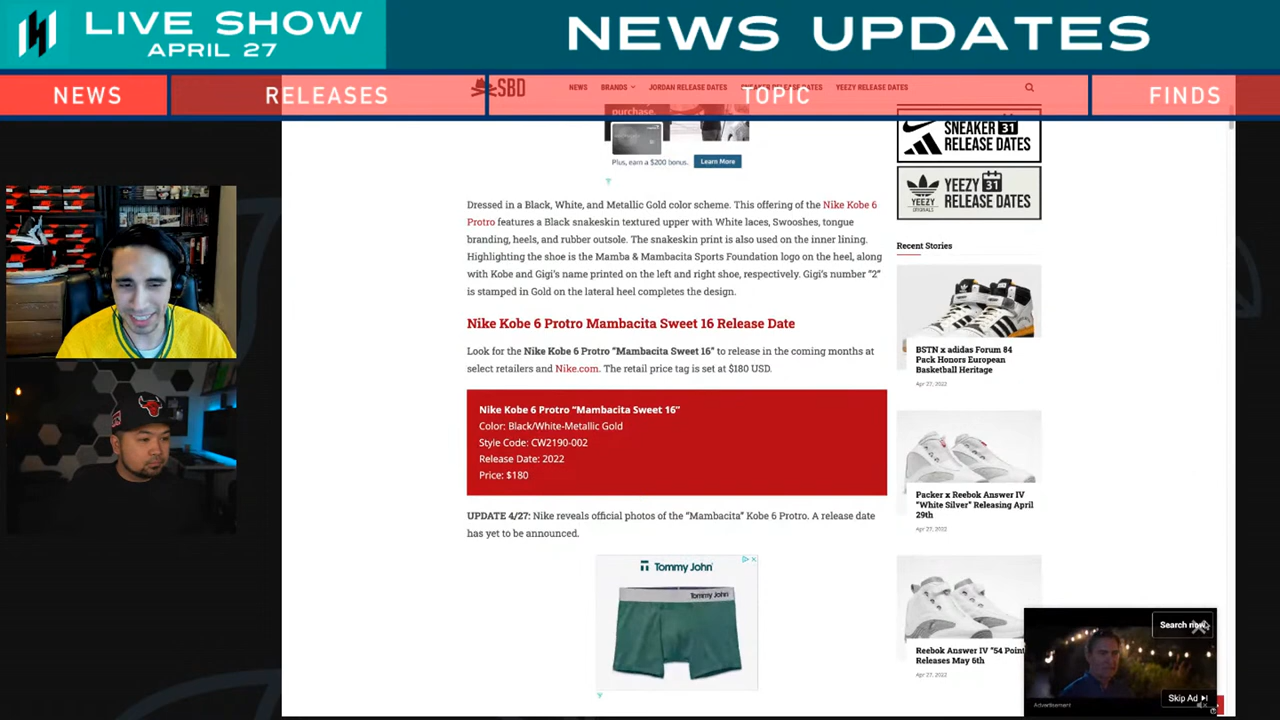 LIVE SHOW
APRIL 27
NEWS UPDATES
NEWS
RELEASES
TOPIC
FINDS
SBD
NEWS BRANDS JORDAN RELEASE DATES SNEAKER RELEASE DATES YEEZY RELEASE DATES
purchase.
Plus, earn a $200 bonus. Learn More
SNEAKER 31
RELEASE DATES
YEEZY 31
RELEASE DATES
Dressed in a Black, White, and Metallic Gold color scheme. This offering of the Nike Kobe 6
Protro features a Black snakeskin textured upper with White laces, Swooshes, tongue
branding, heels, and rubber outsole. The snakeskin print is also used on the inner lining.
Highlighting the shoe is the Mamba & Mambacita Sports Foundation logo on the heel, along
with Kobe and Gigi's name printed on the left and right shoe, respectively. Gigi's number "2"
is stamped in Gold on the lateral heel completes the design.
Nike Kobe 6 Protro Mambacita Sweet 16 Release Date
Look for the Nike Kobe 6 Protro "Mambacita Sweet 16" to release in the coming months at
select retailers and Nike.com. The retail price tag is set at $180 USD.
Nike Kobe 6 Protro "Mambacita Sweet 16"
Color: Black/White-Metallic Gold
Style Code: CW2190-002
Release Date: 2022
Price: $180
UPDATE 4/27: Nike reveals official photos of the "Mambacita" Kobe 6 Protro. A release date
has yet to be announced.
Tommy John
TOMMY JOHN
Recent Stories
BSTN x adidas Forum 84
Pack Honors European
Basketball Heritage
Apr 27, 2022
Packer x Reebok Answer IV
"White Silver" Releasing April
29th
Apr 27, 2022
Reebok Answer IV "54 Point
Releases May 6th
Apr 27, 2022
Search now
Skip Ad
Advertisement